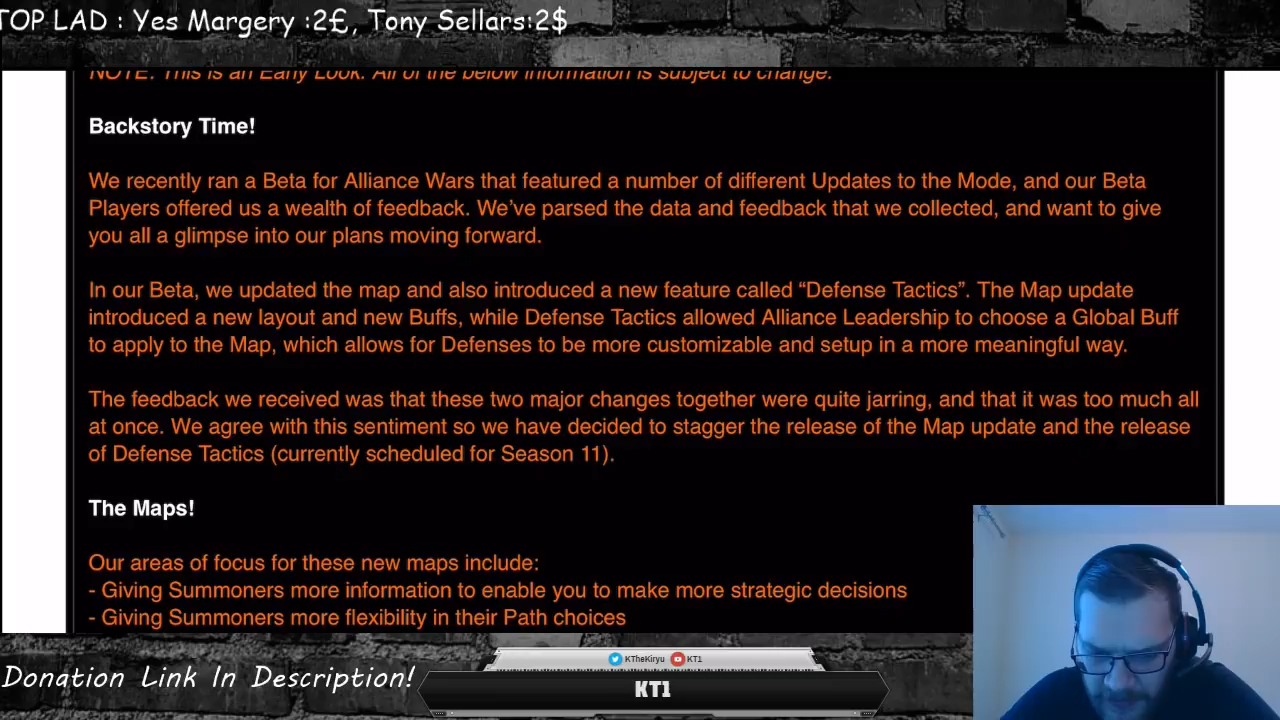 TOP LAD : Yes Margery :2£, Tony Sellars:2$
NOTE: This is an Early Look. All of the below information is subject to change.
Backstory Time!
We recently ran a Beta for Alliance Wars that featured a number of different Updates to the Mode, and our Beta
Players offered us a wealth of feedback. We’ve parsed the data and feedback that we collected, and want to give
you all a glimpse into our plans moving forward.
In our Beta, we updated the map and also introduced a new feature called “Defense Tactics”. The Map update
introduced a new layout and new Buffs, while Defense Tactics allowed Alliance Leadership to choose a Global Buff
to apply to the Map, which allows for Defenses to be more customizable and setup in a more meaningful way.
The feedback we received was that these two major changes together were quite jarring, and that it was too much all
at once. We agree with this sentiment so we have decided to stagger the release of the Map update and the release
of Defense Tactics (currently scheduled for Season 11).
The Maps!
Our areas of focus for these new maps include:
- Giving Summoners more information to enable you to make more strategic decisions
- Giving Summoners more flexibility in their Path choices
Donation Link In Description!
KTheKiryu KT1
KT1